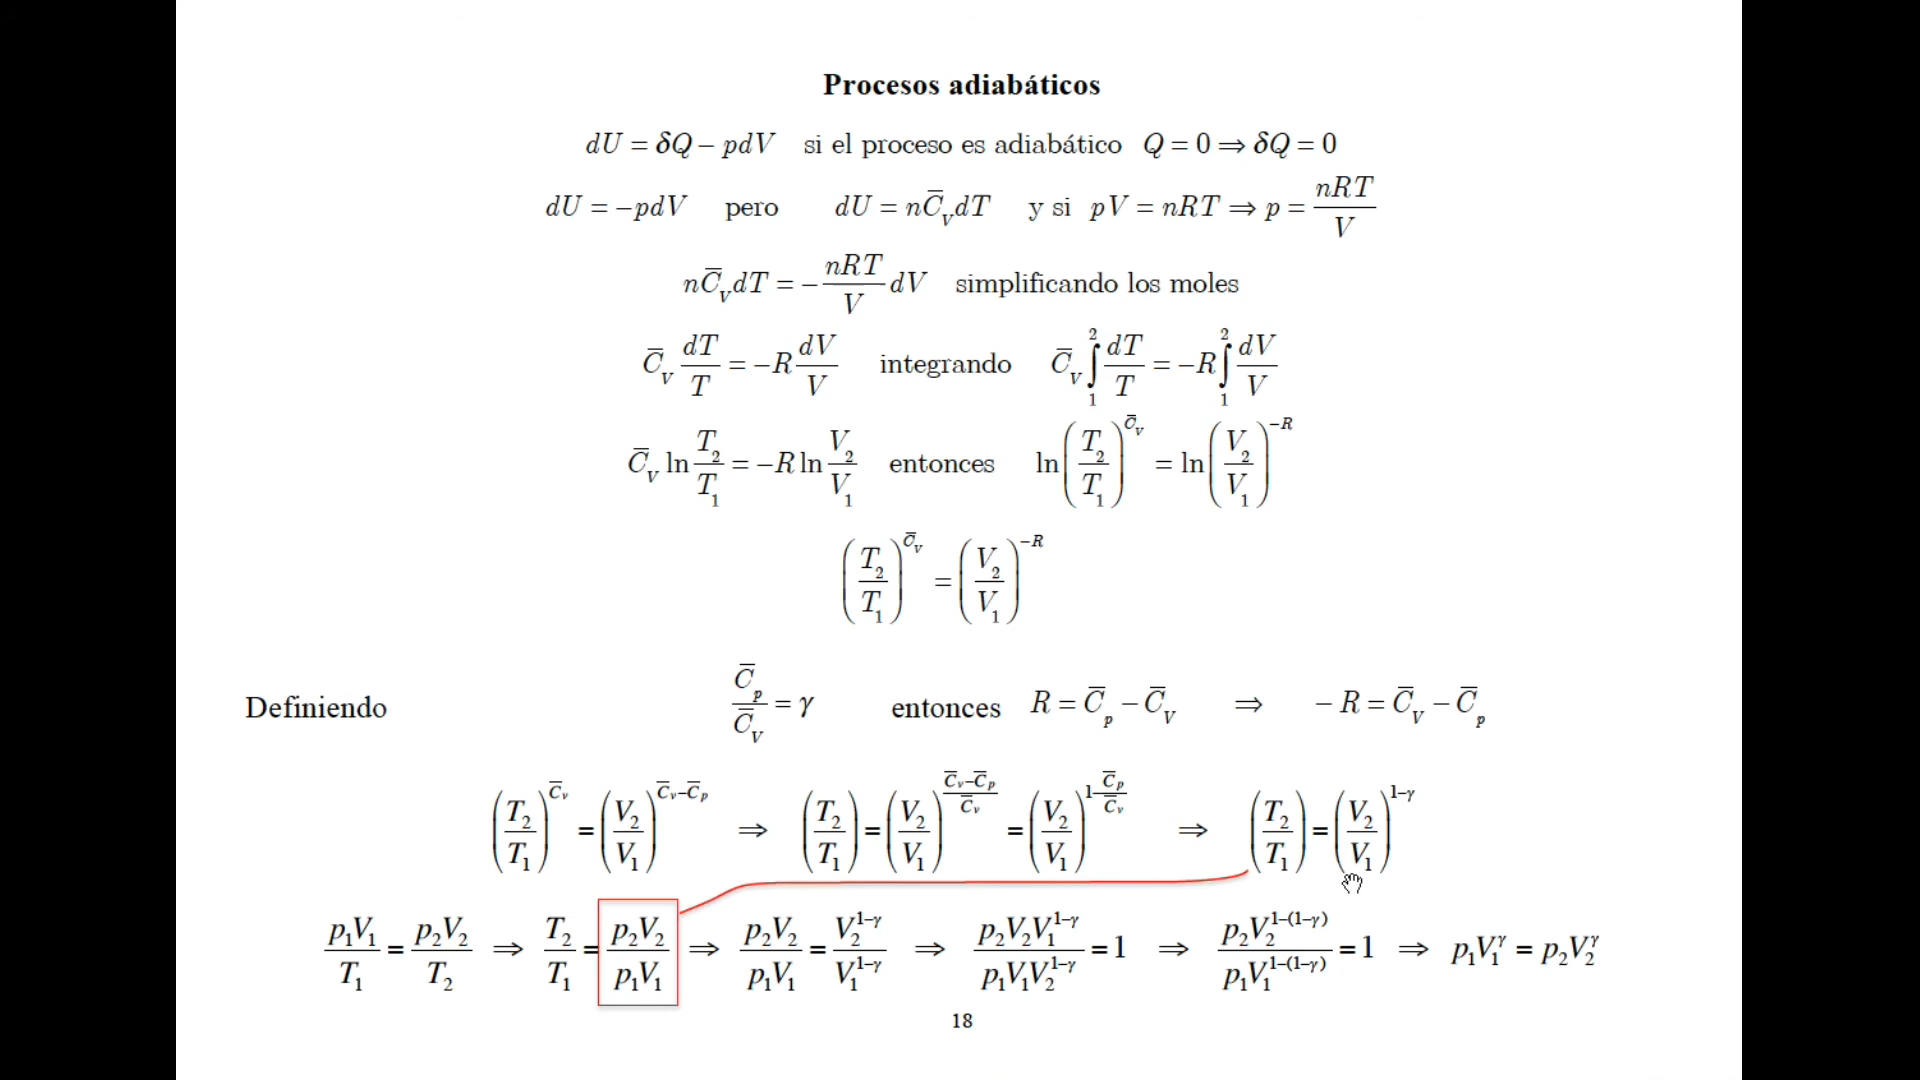 Procesos adiabáticos
dU = δQ − pdV si el proceso es adiabático Q = 0 ⇒ δQ = 0
dU = −pdV pero dU = nC̅_V dT y si pV = nRT ⇒ p = nRT/V
nC̅_V dT = −(nRT/V) dV simplificando los moles
C̅_V dT/T = −R dV/V integrando C̅_V ∫₁² dT/T = −R ∫₁² dV/V
C̅_V ln T₂/T₁ = −R ln V₂/V₁ entonces ln(T₂/T₁)^C̅_V = ln(V₂/V₁)^−R
(T₂/T₁)^C̅_V = (V₂/V₁)^−R
Definiendo C̅_p/C̅_V = γ entonces R = C̅_p − C̅_V ⇒ −R = C̅_V − C̅_p
(T₂/T₁)^C̅_v = (V₂/V₁)^(C̅_v−C̅_p) ⇒ (T₂/T₁) = (V₂/V₁)^((C̅_v−C̅_p)/C̅_v) = (V₂/V₁)^(1−C̅_p/C̅_v) ⇒ (T₂/T₁) = (V₂/V₁)^(1−γ)
p₁V₁/T₁ = p₂V₂/T₂ ⇒ T₂/T₁ = p₂V₂/p₁V₁ ⇒ p₂V₂/p₁V₁ = V₂^(1−γ)/V₁^(1−γ) ⇒ p₂V₂V₁^(1−γ)/p₁V₁V₂^(1−γ) = 1 ⇒ p₂V₂^(1−(1−γ))/p₁V₁^(1−(1−γ)) = 1 ⇒ p₁V₁^γ = p₂V₂^γ
18